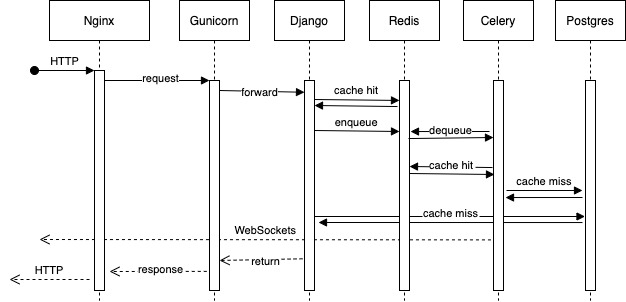 Nginx
Gunicorn
Django
Redis
Celery
Postgres
HTTP
request
forward
cache hit
enqueue
dequeue
cache hit
cache miss
cache miss
WebSockets
return
response
HTTP